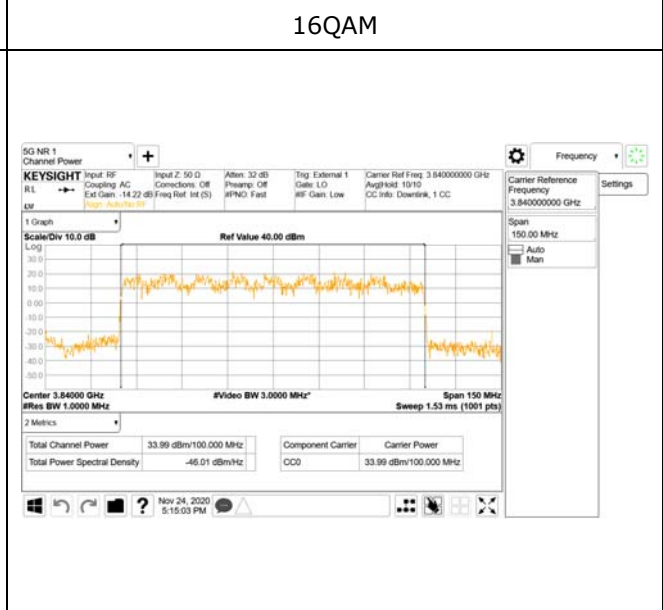 16QAM
5G NR 1
Channel Power
Frequency
KEYSIGHT Input: RF Input Z: 50 Ω Atten: 32 dB Trig: External 1 Carrier Ref Freq: 3.840000000 GHz
RL Coupling: AC Corrections: Off Preamp: Off Gate: LO Avg|Hold: 10/10
Ext Gain: -14.22 dB Freq Ref: Int (S) #PNO: Fast #IF Gain: Low CC Info: Downlink, 1 CC
Align: Auto/No RF
Carrier Reference
Frequency
3.840000000 GHz
Settings
Span
150.00 MHz
Auto
Man
1 Graph
Scale/Div 10.0 dB Ref Value 40.00 dBm
Log
30.0
20.0
10.0
0.00
-10.0
-20.0
-30.0
-40.0
-50.0
Center 3.84000 GHz #Video BW 3.0000 MHz* Span 150 MHz
#Res BW 1.0000 MHz Sweep 1.53 ms (1001 pts)
2 Metrics
Total Channel Power 33.99 dBm/100.000 MHz Component Carrier Carrier Power
Total Power Spectral Density -46.01 dBm/Hz CC0 33.99 dBm/100.000 MHz
Nov 24, 2020
5:15:03 PM